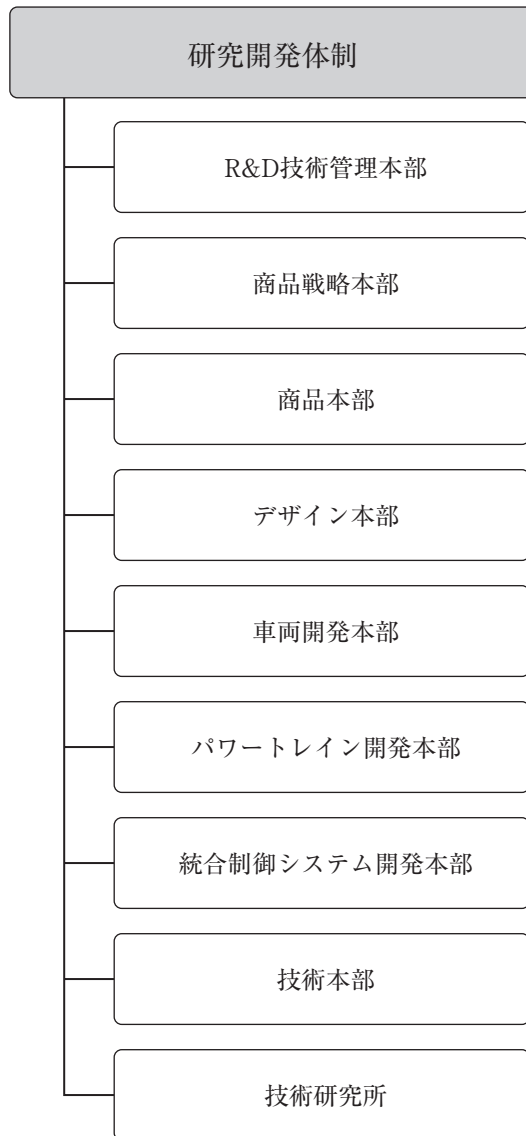 研究開発体制
R&D技術管理本部
商品戦略本部
商品本部
デザイン本部
車両開発本部
パワートレイン開発本部
統合制御システム開発本部
技術本部
技術研究所